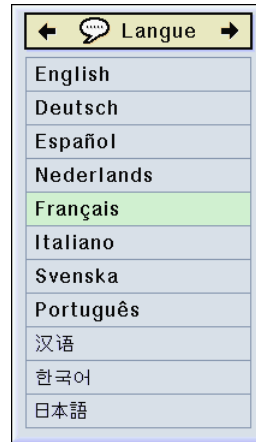 Langue
English
Deutsch
Español
Nederlands
Français
Italiano
Svenska
Português
汉语
한국어
日本語